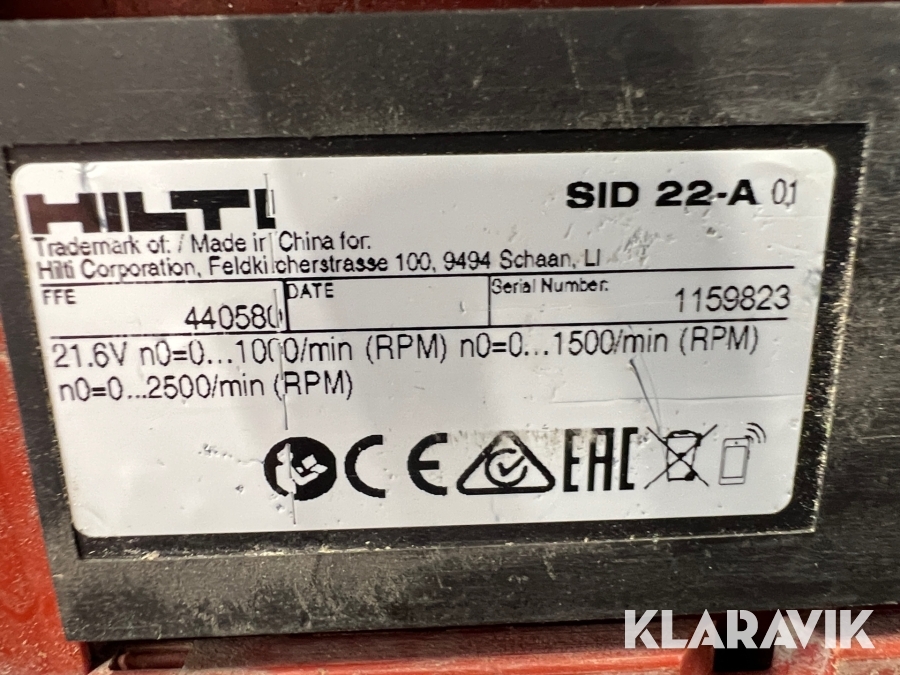 HILTI
SID 22-A 01
Trademark of: / Made in China for:
Hilti Corporation, Feldkircherstrasse 100, 9494 Schaan, LI
FFE DATE Serial Number:
440580 1159823
21.6V n0=0...1000/min (RPM) n0=0...1500/min (RPM)
n0=0...2500/min (RPM)
CE EAC
KLARAVIK